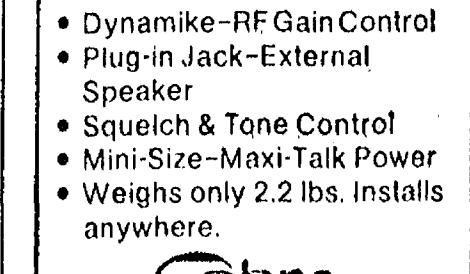 • Dynamike–RF Gain Control
• Plug-in Jack–External
Speaker
• Squelch & Tone Control
• Mini-Size–Maxi-Talk Power
• Weighs only 2.2 lbs. Installs
anywhere.